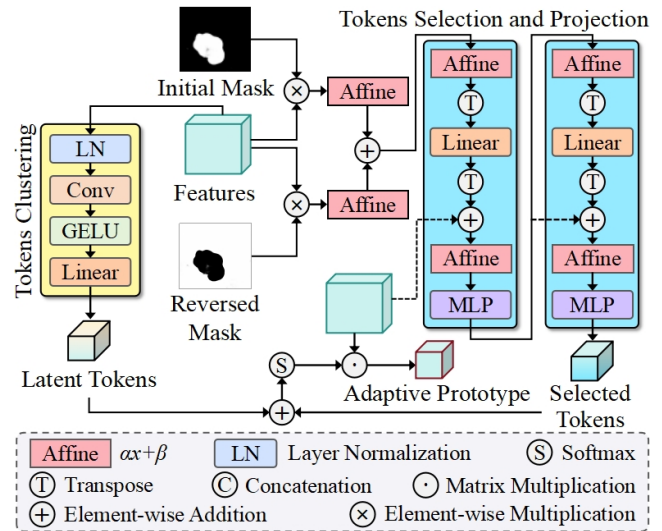 Tokens Selection and Projection
Initial Mask
Affine
Affine
Affine
T
T
Linear
Linear
T
T
Affine
Affine
MLP
MLP
×
+
×
Affine
+
+
Tokens Clustering
LN
Conv
GELU
Linear
Features
Reversed
Mask
Latent Tokens
S
·
+
Adaptive Prototype
Selected
Tokens
Affine αx+β LN Layer Normalization S Softmax
T Transpose C Concatenation · Matrix Multiplication
+ Element-wise Addition × Element-wise Multiplication